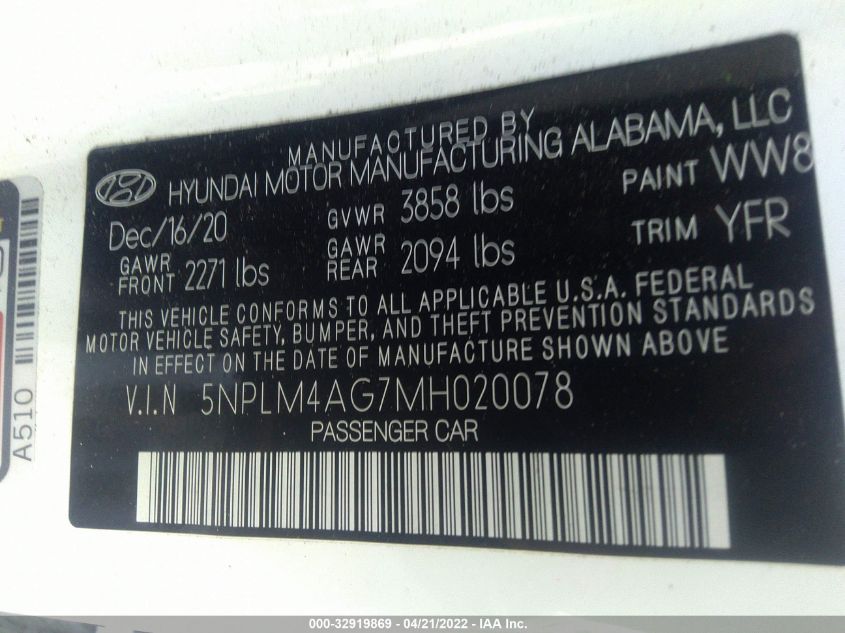 MANUFACTURED BY
HYUNDAI MOTOR MANUFACTURING ALABAMA, LLC
Dec/16/20 GVWR 3858 lbs PAINT WW8
GAWR FRONT 2271 lbs GAWR REAR 2094 lbs TRIM YFR
THIS VEHICLE CONFORMS TO ALL APPLICABLE U.S.A. FEDERAL
MOTOR VEHICLE SAFETY, BUMPER, AND THEFT PREVENTION STANDARDS
IN EFFECT ON THE DATE OF MANUFACTURE SHOWN ABOVE
V.I.N 5NPLM4AG7MH020078
PASSENGER CAR
A510
000-32919869 - 04/21/2022 - IAA Inc.